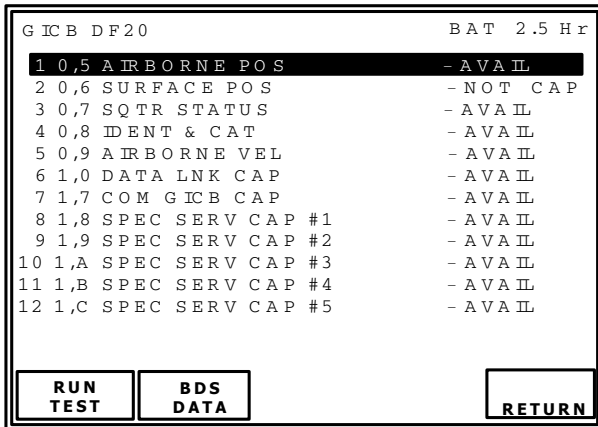 GICB DF20 BAT 2.5 Hr
1 0,5 AIRBORNE POS -AVAIL
2 0,6 SURFACE POS -NOT CAP
3 0,7 SQTR STATUS -AVAIL
4 0,8 IDENT & CAT -AVAIL
5 0,9 AIRBORNE VEL -AVAIL
6 1,0 DATA LNK CAP -AVAIL
7 1,7 COM GICB CAP -AVAIL
8 1,8 SPEC SERV CAP #1 -AVAIL
9 1,9 SPEC SERV CAP #2 -AVAIL
10 1,A SPEC SERV CAP #3 -AVAIL
11 1,B SPEC SERV CAP #4 -AVAIL
12 1,C SPEC SERV CAP #5 -AVAIL
RUN TEST
BDS DATA
RETURN